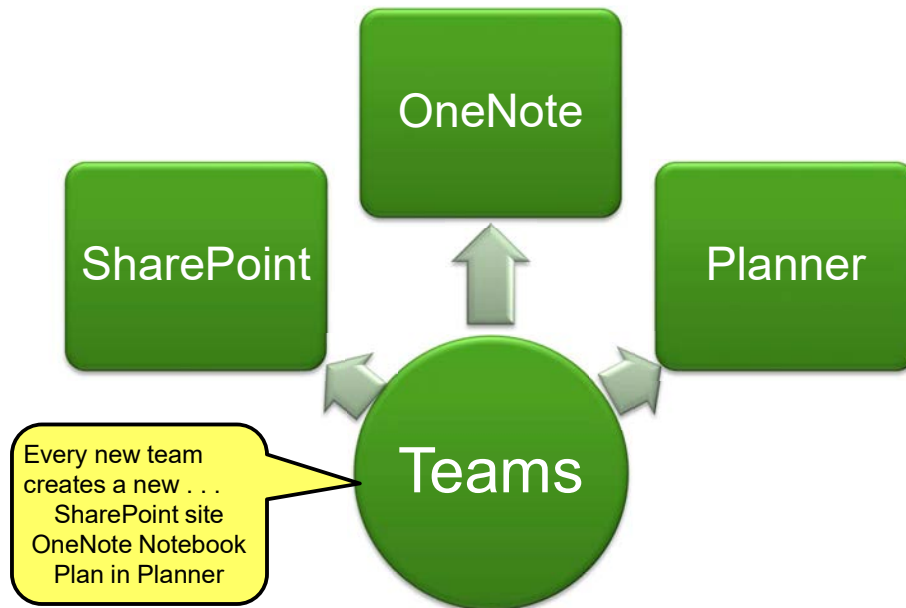 OneNote
SharePoint
Planner
Teams
Every new team
creates a new . . .
SharePoint site
OneNote Notebook
Plan in Planner